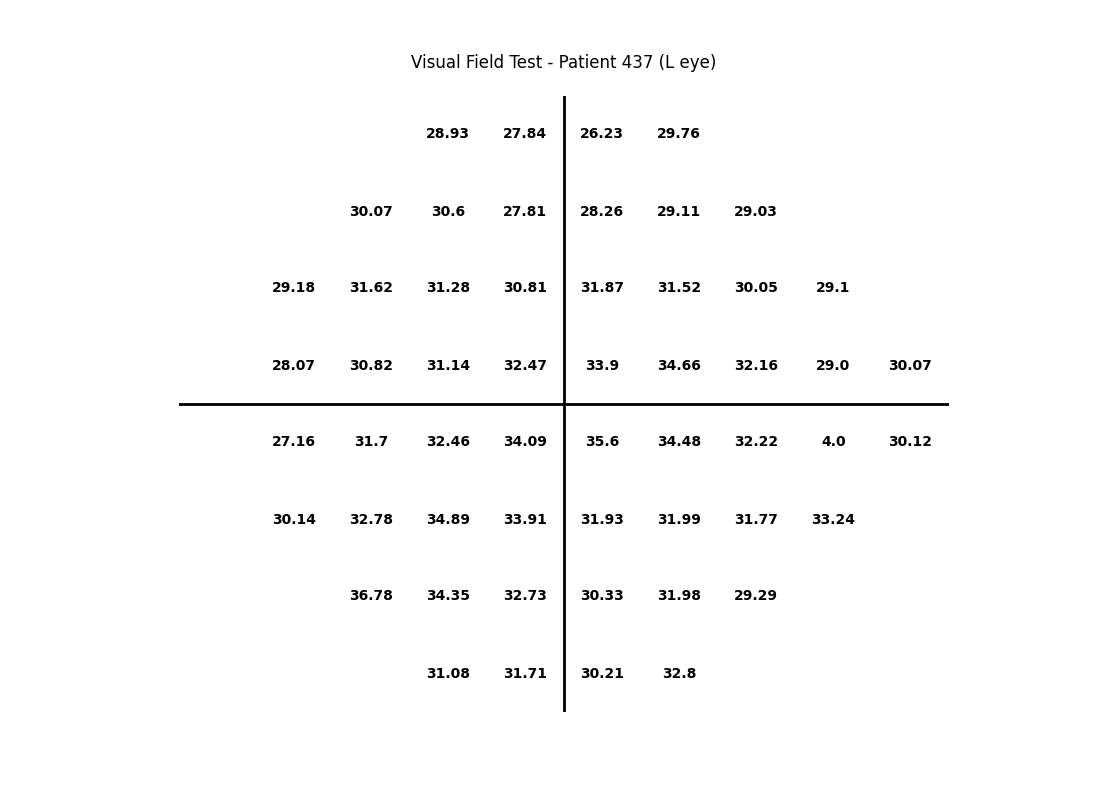 Visual Field Test - Patient 437 (L eye)
28.93 27.84 26.23 29.76
30.07 30.6 27.81 28.26 29.11 29.03
29.18 31.62 31.28 30.81 31.87 31.52 30.05 29.1
28.07 30.82 31.14 32.47 33.9 34.66 32.16 29.0 30.07
27.16 31.7 32.46 34.09 35.6 34.48 32.22 4.0 30.12
30.14 32.78 34.89 33.91 31.93 31.99 31.77 33.24
36.78 34.35 32.73 30.33 31.98 29.29
31.08 31.71 30.21 32.8